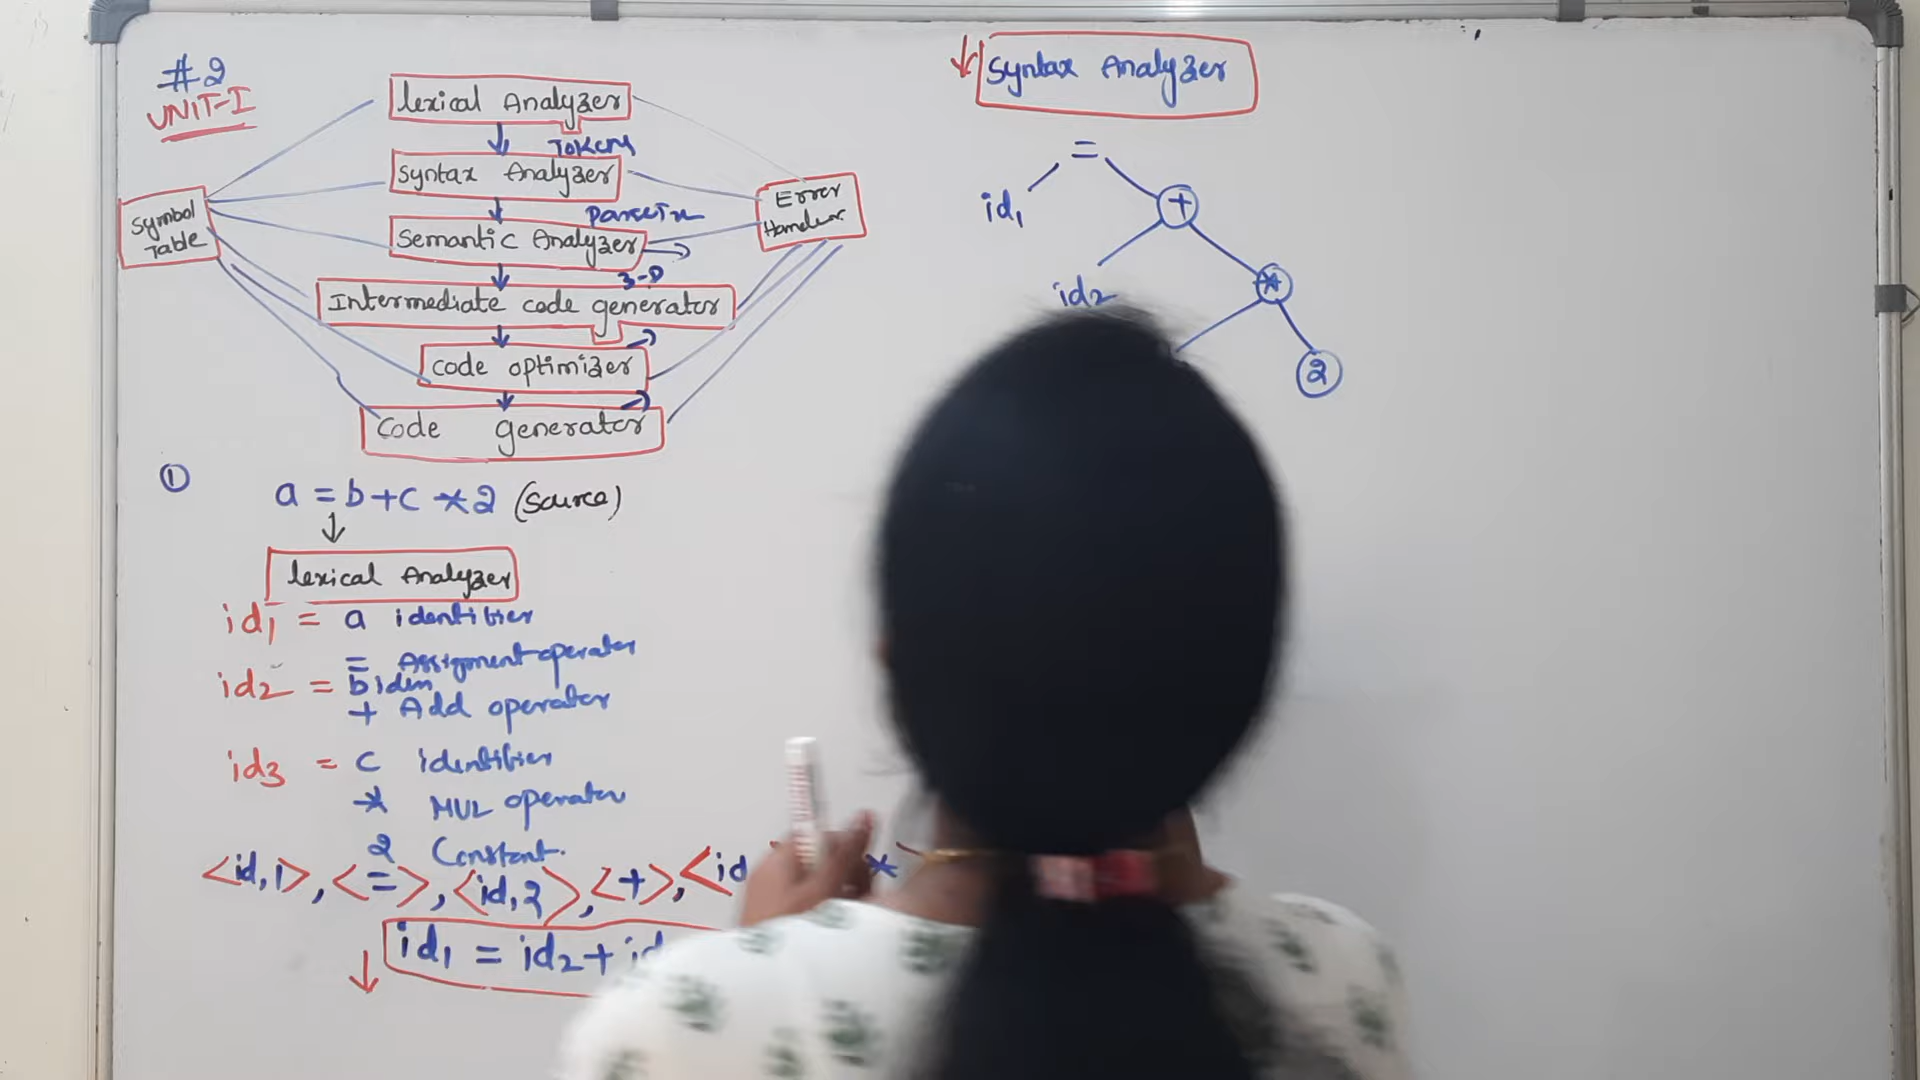 #2
UNIT-I
lexical Analyzer
Tokens
Syntax Analyzer
Semantic Analyzer
3-D
Intermediate code generator
code optimizer
Code generator
Symbol
Table
Error
① a = b + c * 2 (Source)
lexical Analyzer
id1 = a identifier
= Assignment operator
id2 = b iden
+ Add operator
id3 = c identifier
* MUL operator
2 Constant.
<id,1>, <=>, <id,2>, <+>, <id *
id1 = id2 + id
Syntax Analyzer
=
id1 +
id2 *
2